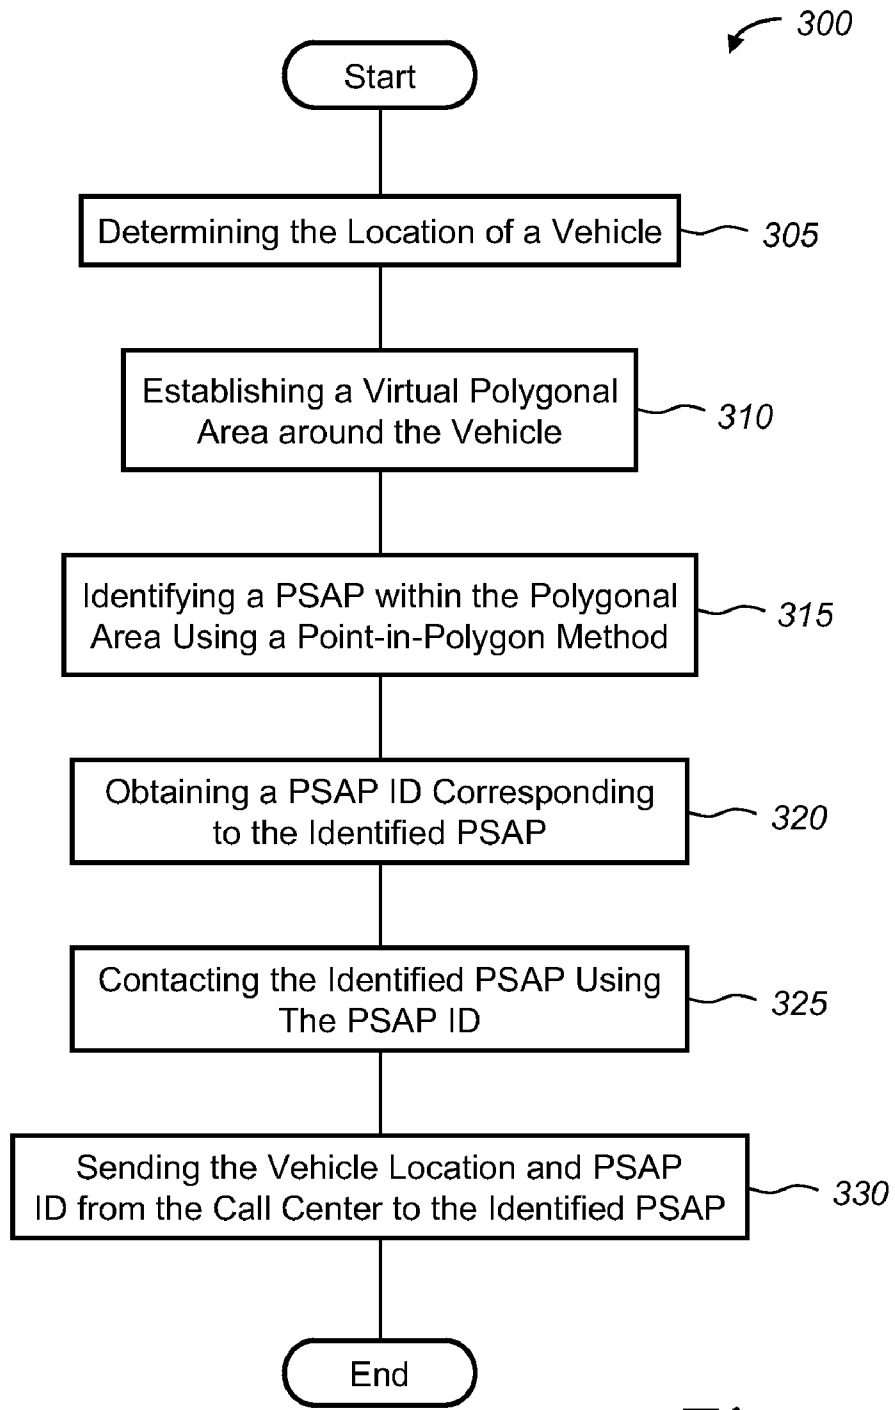 300
Start
Determining the Location of a Vehicle
305
Establishing a Virtual Polygonal
Area around the Vehicle
310
Identifying a PSAP within the Polygonal
Area Using a Point-in-Polygon Method
315
Obtaining a PSAP ID Corresponding
to the Identified PSAP
320
Contacting the Identified PSAP Using
The PSAP ID
325
Sending the Vehicle Location and PSAP
ID from the Call Center to the Identified PSAP
330
End